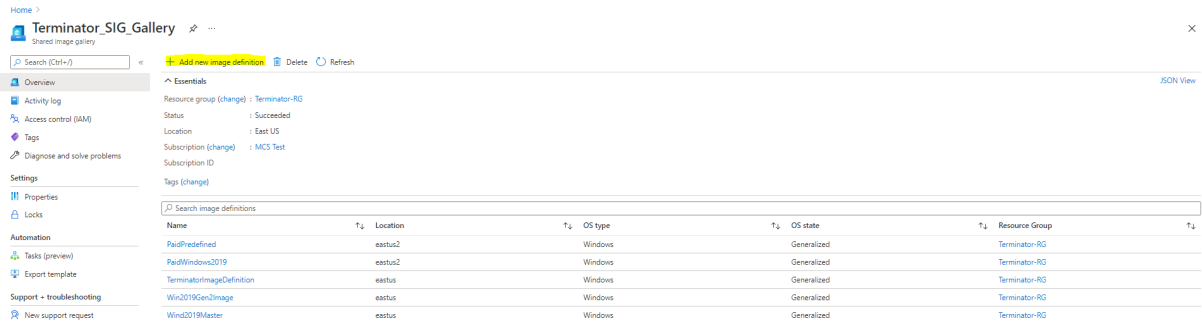 Home >
Terminator_SIG_Gallery ...
Shared image gallery
Search (Ctrl+/)
«
Overview
Activity log
Access control (IAM)
Tags
Diagnose and solve problems
Settings
Properties
Locks
Automation
Tasks (preview)
Export template
Support + troubleshooting
New support request
+ Add new image definition Delete Refresh
Essentials JSON View
Resource group (change) : Terminator-RG
Status : Succeeded
Location : East US
Subscription (change) : MCS Test
Subscription ID
Tags (change)
Search image definitions
Name ↑↓ Location ↑↓ OS type ↑↓ OS state ↑↓ Resource Group ↑↓
PaidPredefined eastus2 Windows Generalized Terminator-RG
PaidWindows2019 eastus2 Windows Generalized Terminator-RG
TerminatorImageDefinition eastus Windows Generalized Terminator-RG
Win2019Gen2Image eastus Windows Generalized Terminator-RG
Wind2019Master eastus Windows Generalized Terminator-RG